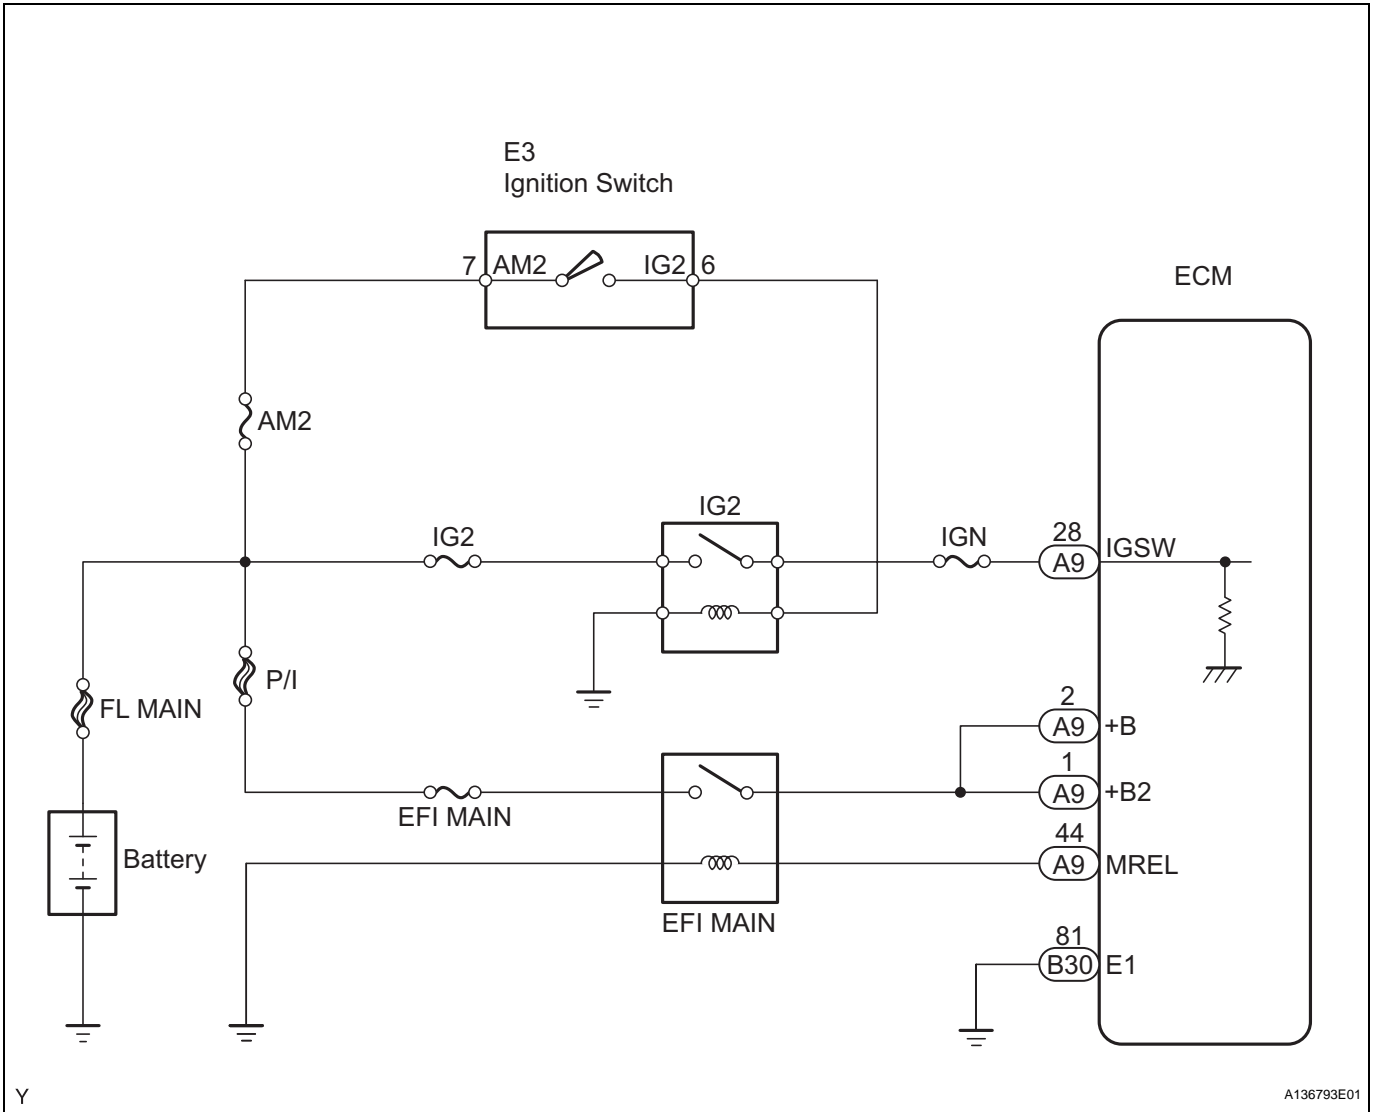 E3
Ignition Switch
7 AM2 IG2 6
ECM
AM2
IG2
IG2
IGN
28
A9 IGSW
P/I
FL MAIN
2
A9 +B
1
A9 +B2
EFI MAIN
44
A9 MREL
Battery
EFI MAIN
81
B30 E1
Y
A136793E01